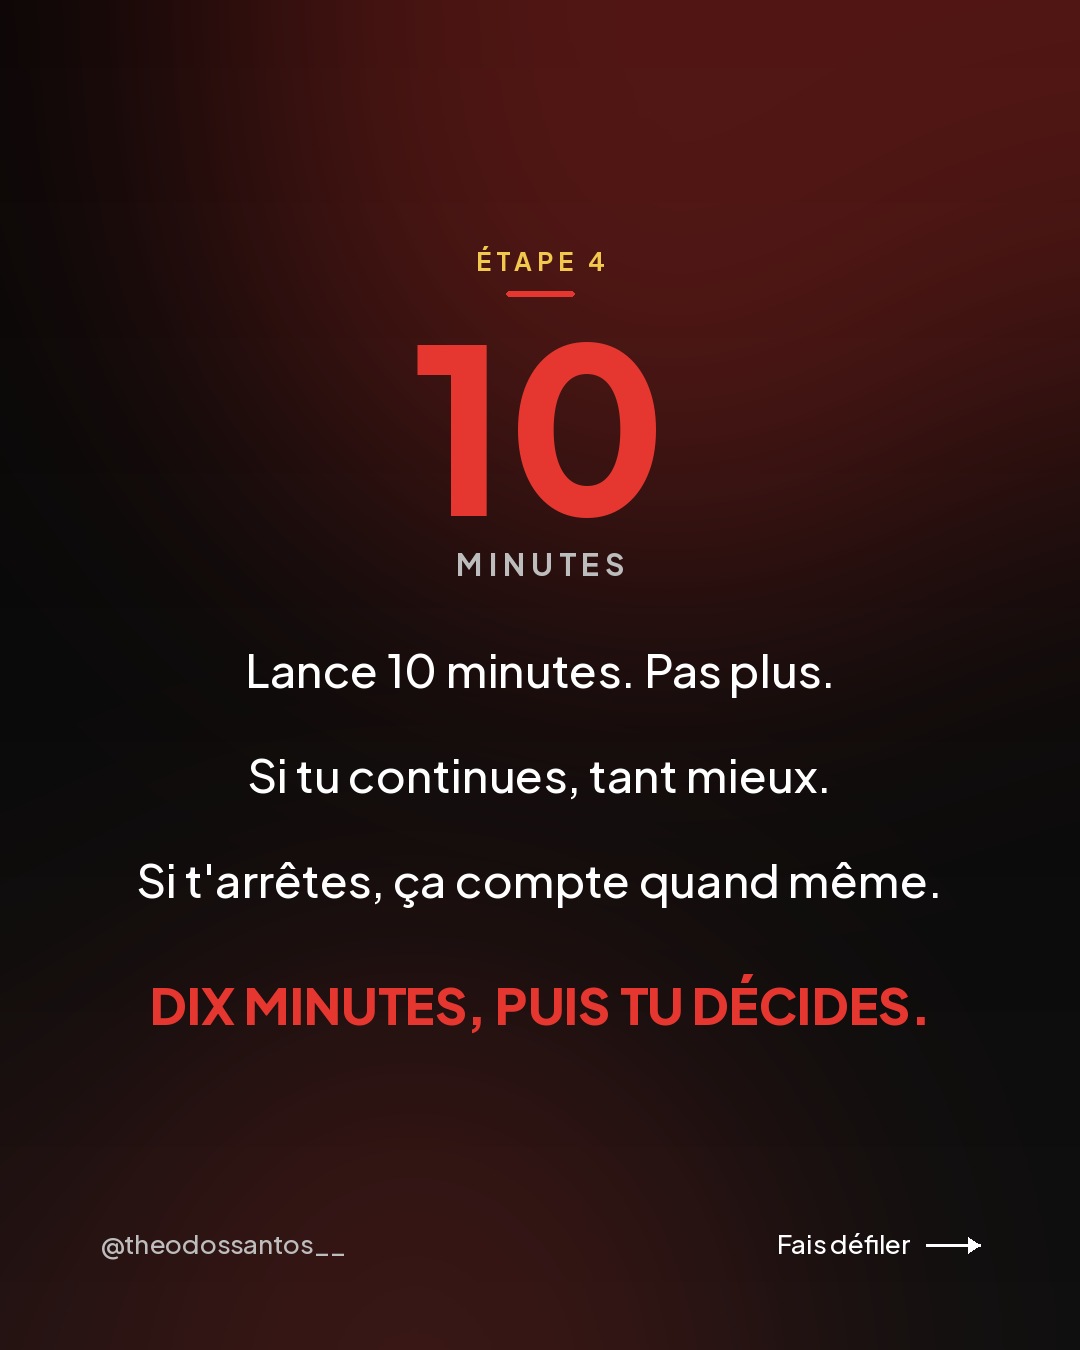 ÉTAPE 4
10
MINUTES
Lance 10 minutes. Pas plus.
Si tu continues, tant mieux.
Si t'arrêtes, ça compte quand même.
DIX MINUTES, PUIS TU DÉCIDES.
@theodossantos__
Fais défiler